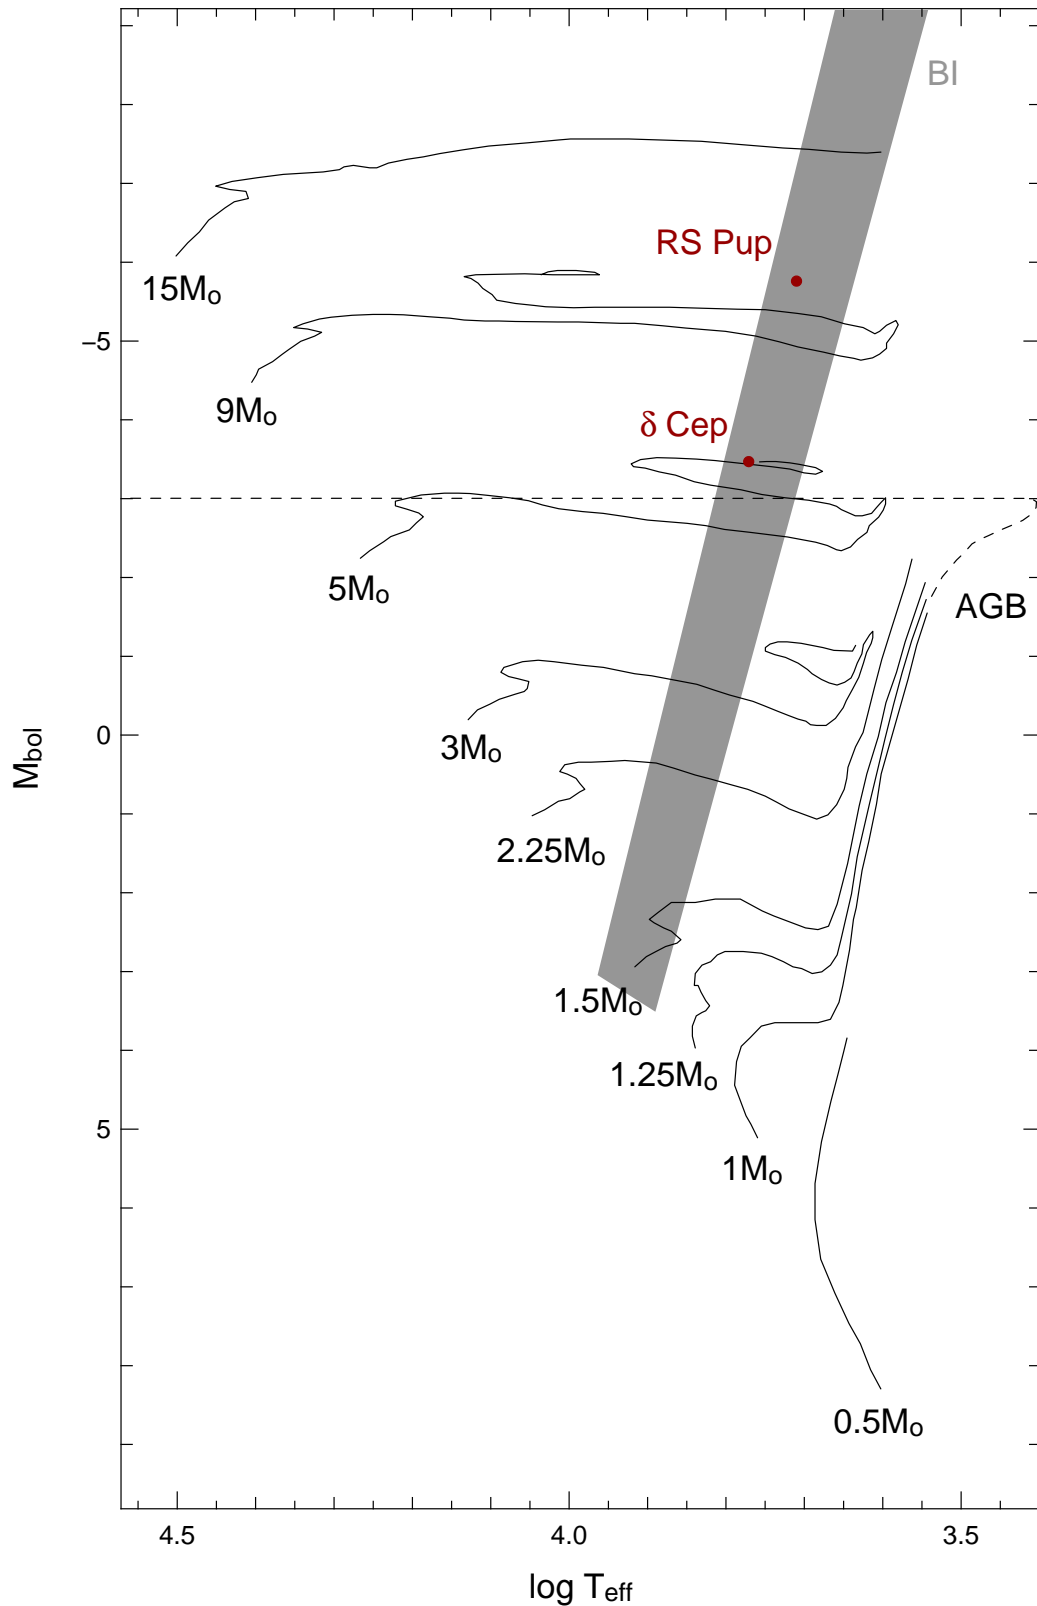 BI
RS Pup
15Mₒ
−5
9Mₒ
δ Cep
5Mₒ
AGB
Mbol
0
3Mₒ
2.25Mₒ
1.5Mₒ
1.25Mₒ
5
1Mₒ
0.5Mₒ
4.5 4.0 3.5
log Teff